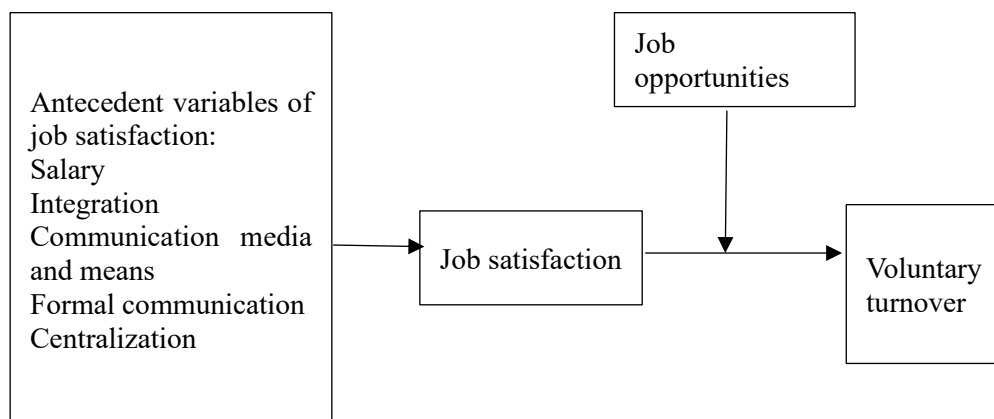 Antecedent variables of
job satisfaction:
Salary
Integration
Communication media
and means
Formal communication
Centralization
Job satisfaction
Job
opportunities
Voluntary
turnover